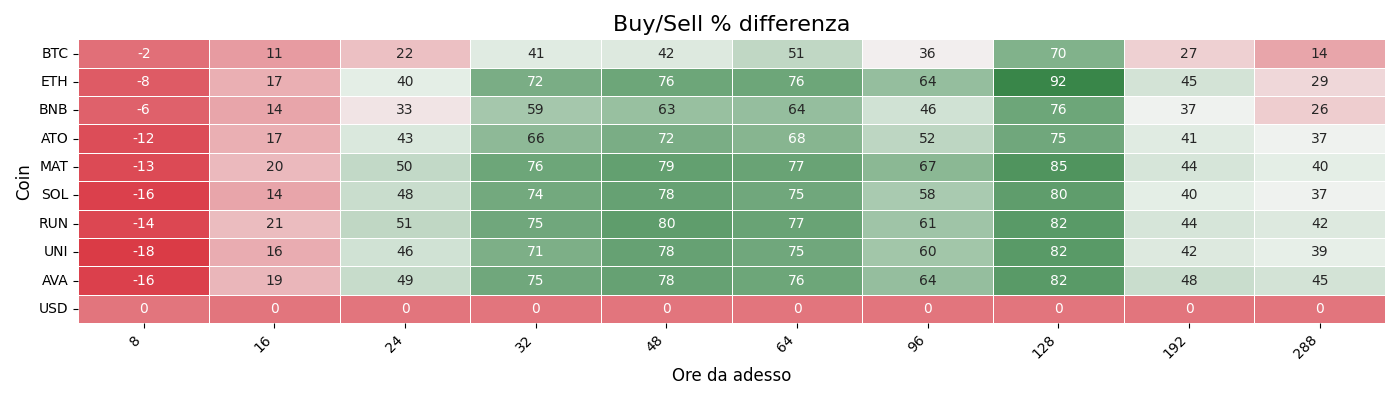 Buy/Sell % differenza
Coin
BTC -2 11 22 41 42 51 36 70 27 14
ETH -8 17 40 72 76 76 64 92 45 29
BNB -6 14 33 59 63 64 46 76 37 26
ATO -12 17 43 66 72 68 52 75 41 37
MAT -13 20 50 76 79 77 67 85 44 40
SOL -16 14 48 74 78 75 58 80 40 37
RUN -14 21 51 75 80 77 61 82 44 42
UNI -18 16 46 71 78 75 60 82 42 39
AVA -16 19 49 75 78 76 64 82 48 45
USD 0 0 0 0 0 0 0 0 0 0
8 16 24 32 48 64 96 128 192 288
Ore da adesso